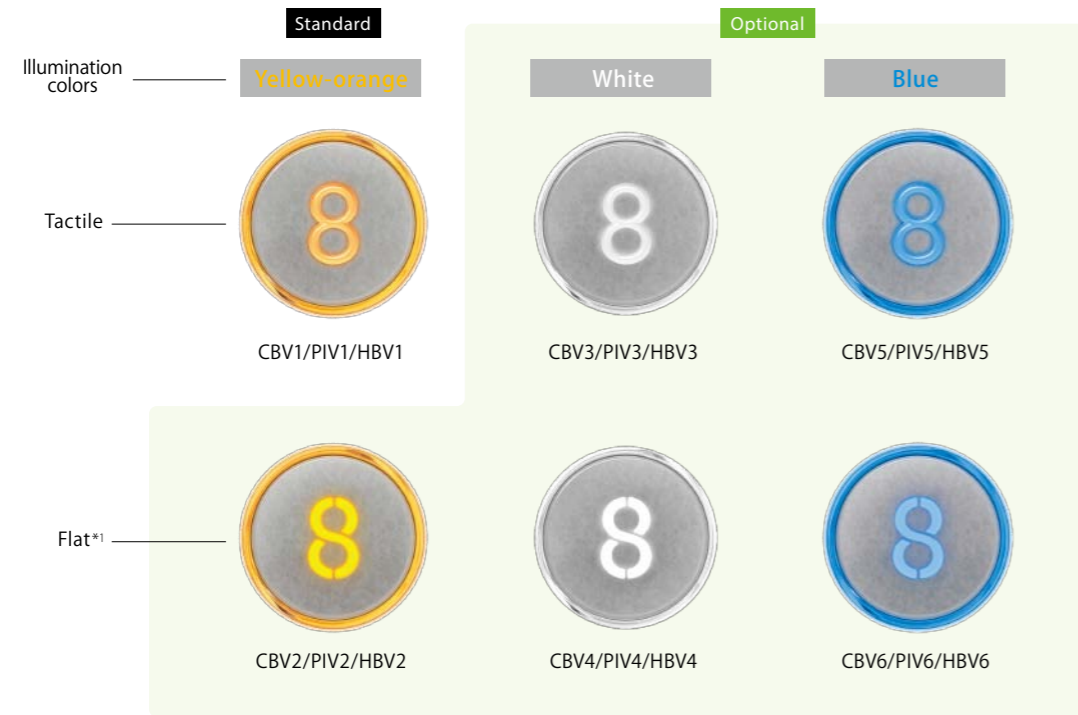 Standard
Optional
Illumination
colors
Yellow-orange
White
Blue
Tactile
8
8
8
CBV1/PIV1/HBV1
CBV3/PIV3/HBV3
CBV5/PIV5/HBV5
Flat*1
8
8
8
CBV2/PIV2/HBV2
CBV4/PIV4/HBV4
CBV6/PIV6/HBV6